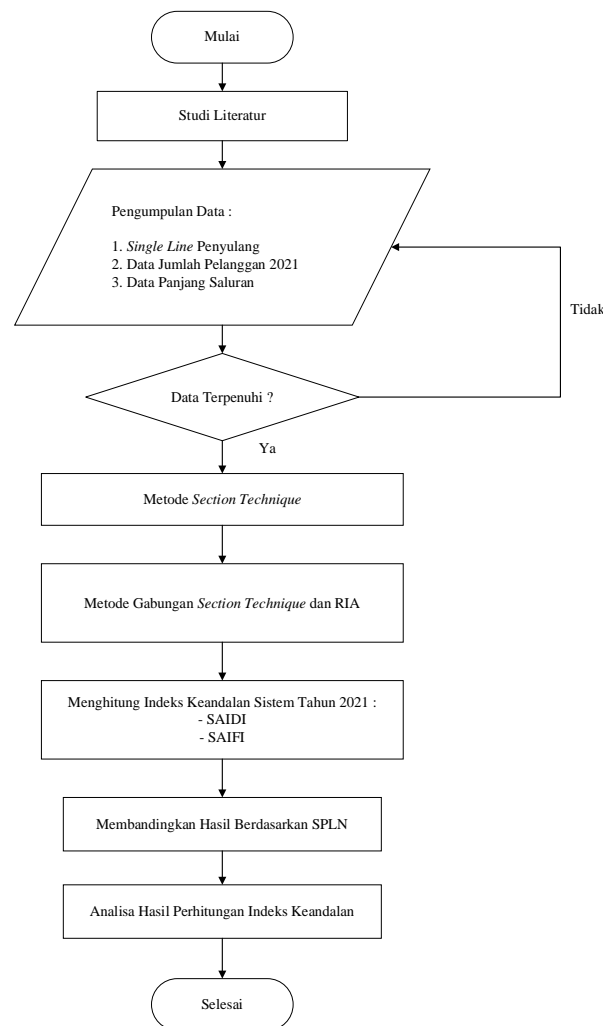 Mulai
Studi Literatur
Pengumpulan Data :
1. Single Line Penyulang
2. Data Jumlah Pelanggan 2021
3. Data Panjang Saluran
Tidak
Data Terpenuhi ?
Ya
Metode Section Technique
Metode Gabungan Section Technique dan RIA
Menghitung Indeks Keandalan Sistem Tahun 2021 :
- SAIDI
- SAIFI
Membandingkan Hasil Berdasarkan SPLN
Analisa Hasil Perhitungan Indeks Keandalan
Selesai